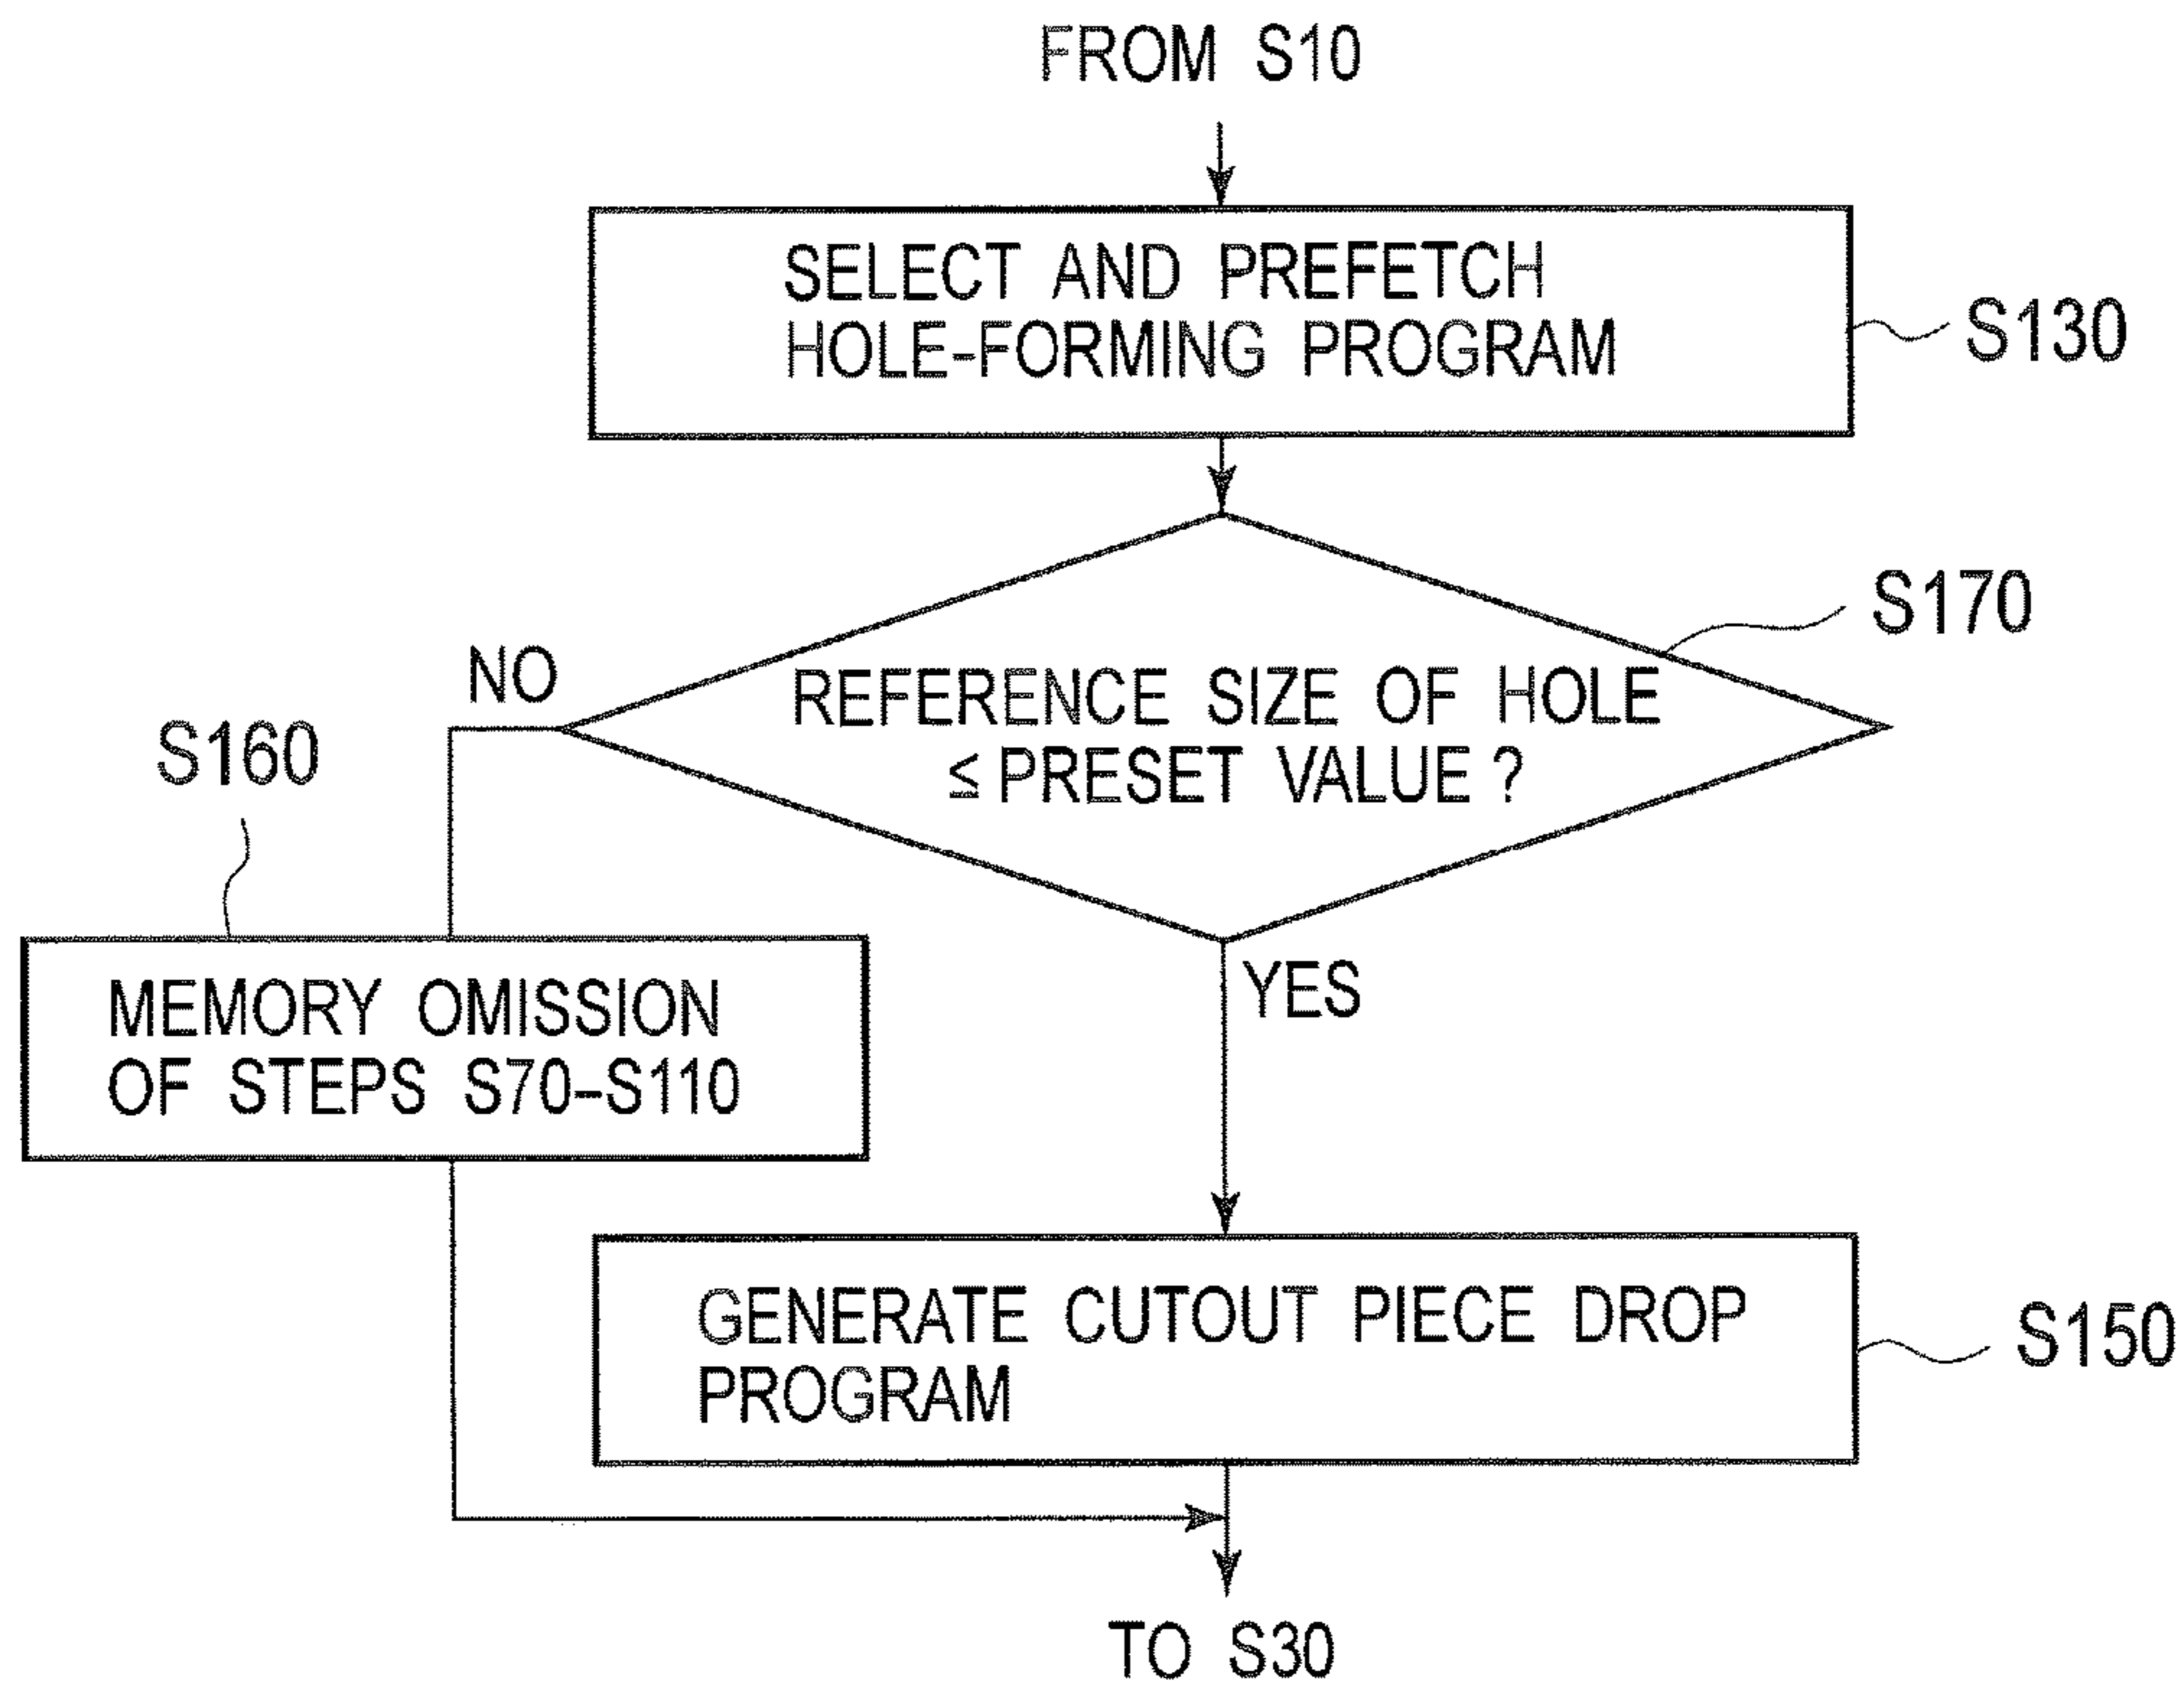 FROM S10
SELECT AND PREFETCH
HOLE-FORMING PROGRAM
S130
S170
NO
REFERENCE SIZE OF HOLE
≤ PRESET VALUE ?
S160
YES
MEMORY OMISSION
OF STEPS S70-S110
GENERATE CUTOUT PIECE DROP
PROGRAM
S150
TO S30